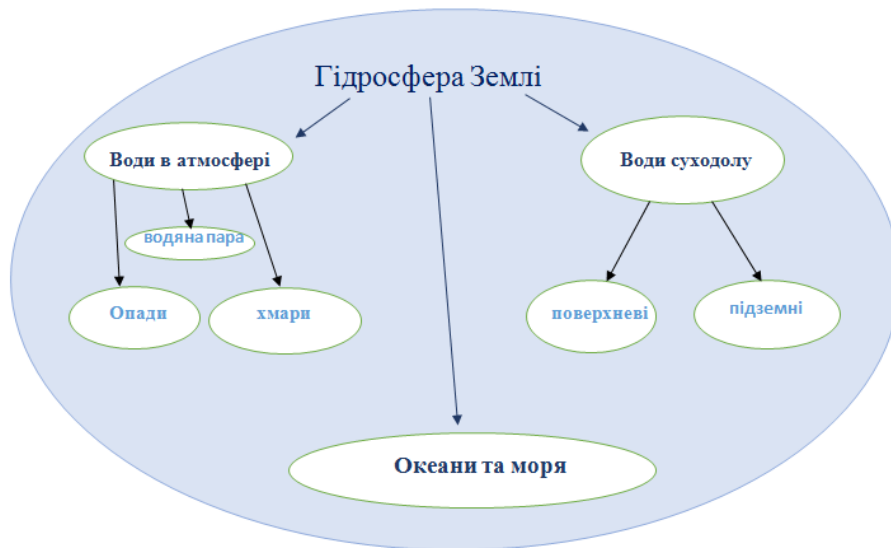 Гідросфера Землі
Води в атмосфері
Води суходолу
водяна пара
Опади
хмари
поверхневі
підземні
Океани та моря